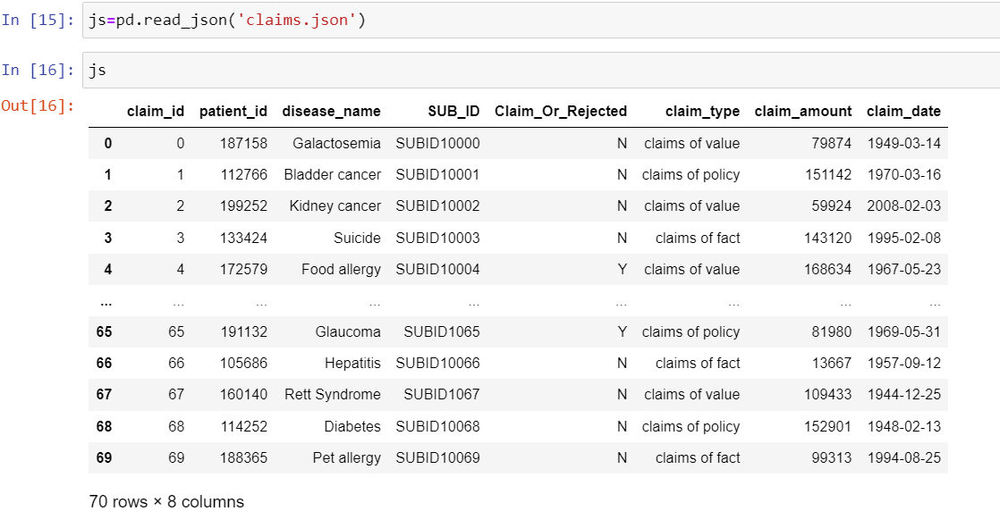 In [15]: js=pd.read_json('claims.json')
In [16]: js
Out[16]:
claim_id patient_id disease_name SUB_ID Claim_Or_Rejected claim_type claim_amount claim_date
0 0 187158 Galactosemia SUBID10000 N claims of value 79874 1949-03-14
1 1 112766 Bladder cancer SUBID10001 N claims of policy 151142 1970-03-16
2 2 199252 Kidney cancer SUBID10002 N claims of value 59924 2008-02-03
3 3 133424 Suicide SUBID10003 N claims of fact 143120 1995-02-08
4 4 172579 Food allergy SUBID10004 Y claims of value 168634 1967-05-23
... ... ... ... ... ... ... ... ...
65 65 191132 Glaucoma SUBID1065 Y claims of policy 81980 1969-05-31
66 66 105686 Hepatitis SUBID10066 N claims of fact 13667 1957-09-12
67 67 160140 Rett Syndrome SUBID1067 N claims of value 109433 1944-12-25
68 68 114252 Diabetes SUBID10068 N claims of policy 152901 1948-02-13
69 69 188365 Pet allergy SUBID10069 N claims of fact 99313 1994-08-25
70 rows × 8 columns